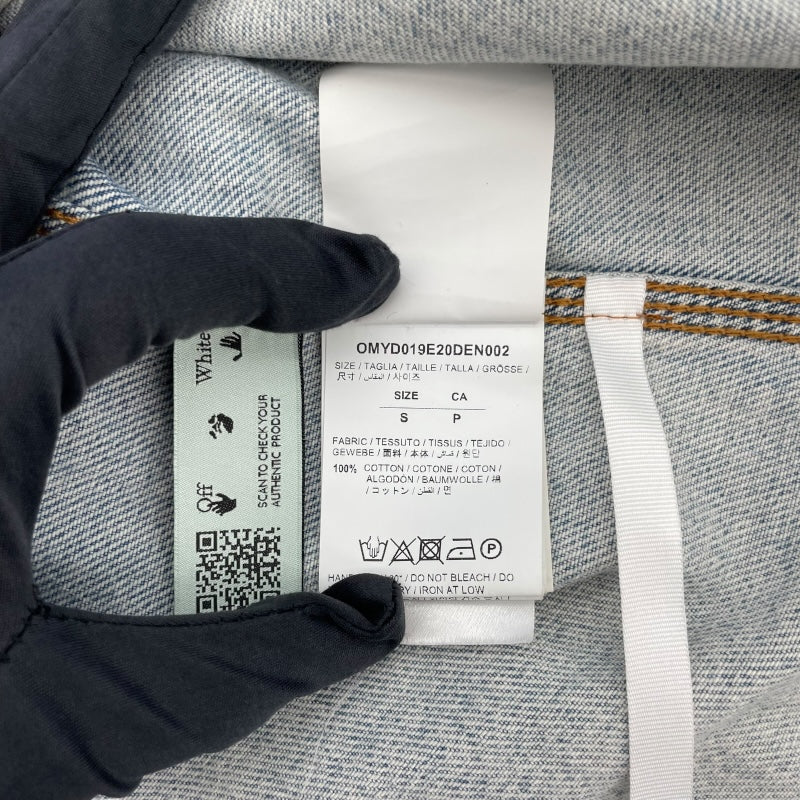 OMYD019E20DEN002
SIZE / TAGLIA / TAILLE / TALLA / GRÖSSE /
尺寸 / المقاس / 사이즈
SIZE CA
S P
FABRIC / TESSUTO / TISSUS / TEJIDO /
GEWEBE / 面料 / 本体 / قماش / 원단
100% COTTON / COTONE / COTON /
ALGODÓN / BAUMWOLLE / 棉
/ コットン / القطن / 면
P
DO NOT BLEACH / DO
/ IRON AT LOW
White
Off
SCAN TO CHECK YOUR
AUTHENTIC PRODUCT